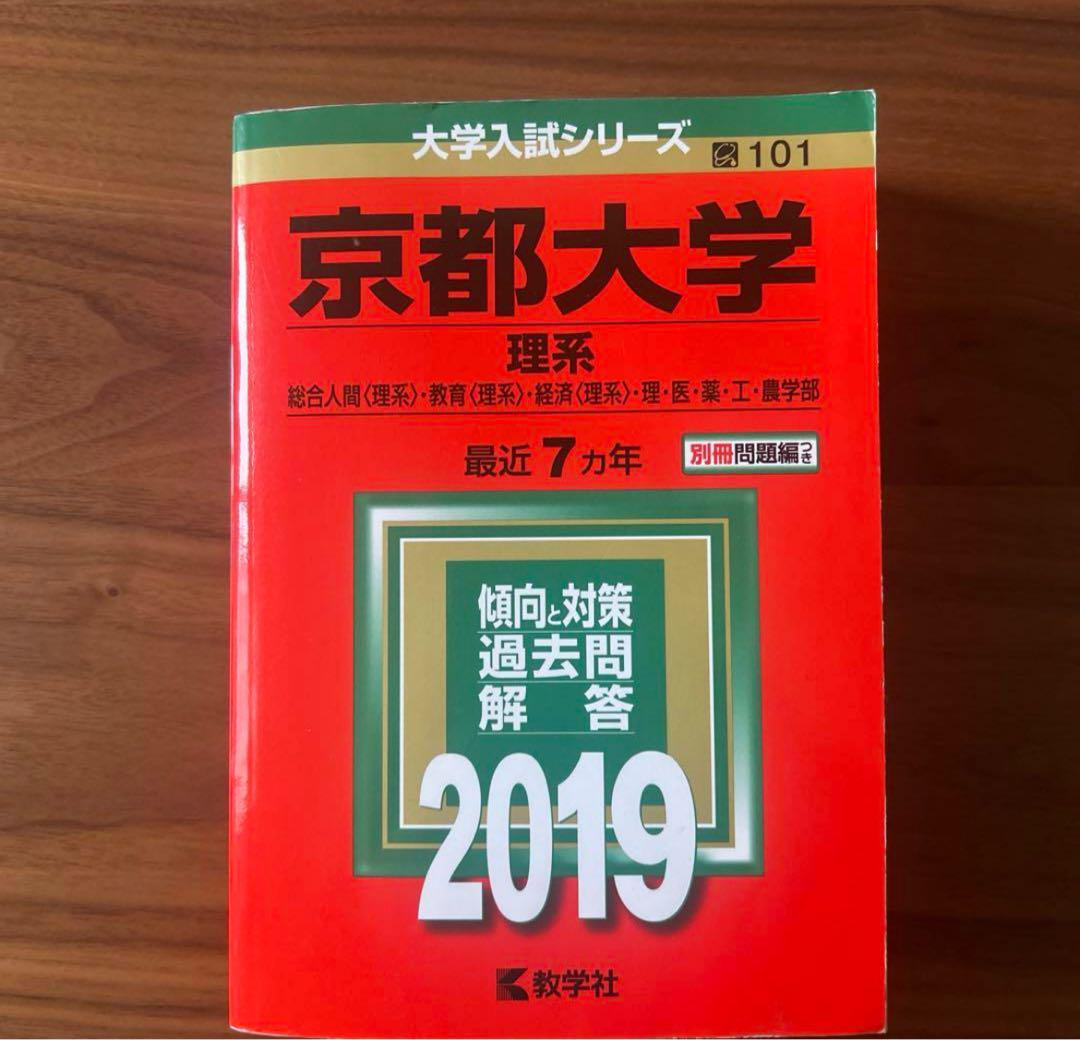 大学入試シリーズ
101
京都大学
理系
総合人間〈理系〉・教育〈理系〉・経済〈理系〉・理・医・薬・工・農学部
最近7カ年
別冊問題編つき
傾向と対策
過去問
解答
2019
教学社